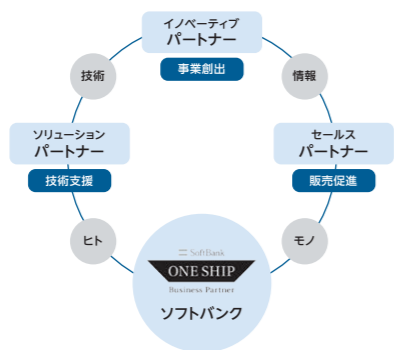 イノベーティブ
パートナー
事業創出
技術
情報
ソリューション
パートナー
技術支援
セールス
パートナー
販売促進
ヒト
モノ
SoftBank
ONE SHIP
Business Partner
ソフトバンク